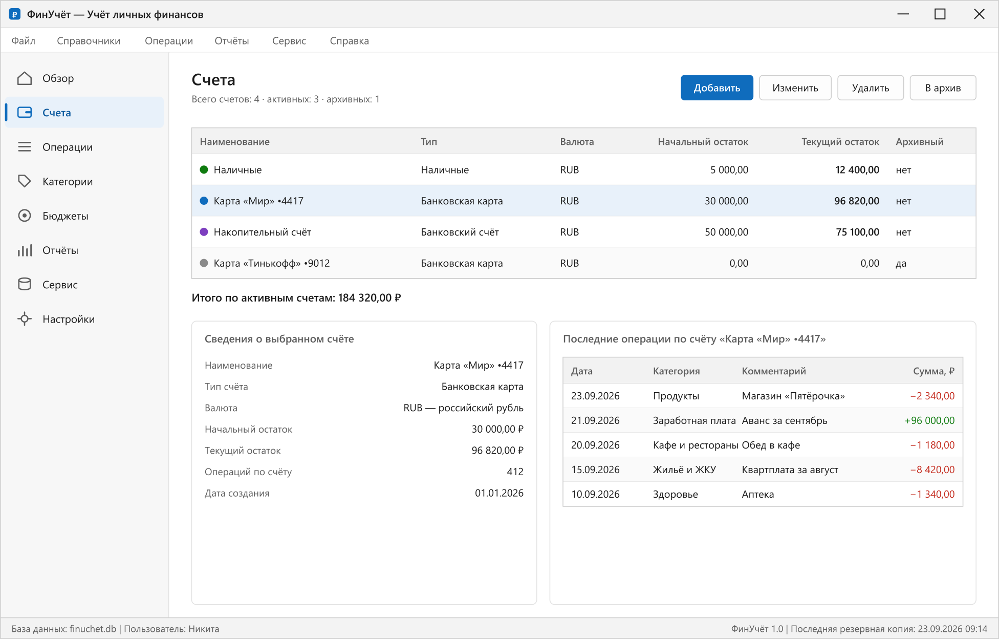 ФинУчёт — Учёт личных финансов
Файл Справочники Операции Отчёты Сервис Справка
Обзор
Счета
Операции
Категории
Бюджеты
Отчёты
Сервис
Настройки
Счета
Всего счетов: 4 · активных: 3 · архивных: 1
Добавить Изменить Удалить В архив
Наименование Тип Валюта Начальный остаток Текущий остаток Архивный
Наличные Наличные RUB 5 000,00 12 400,00 нет
Карта «Мир» •4417 Банковская карта RUB 30 000,00 96 820,00 нет
Накопительный счёт Банковский счёт RUB 50 000,00 75 100,00 нет
Карта «Тинькофф» •9012 Банковская карта RUB 0,00 0,00 да
Итого по активным счетам: 184 320,00 ₽
Сведения о выбранном счёте
Наименование Карта «Мир» •4417
Тип счёта Банковская карта
Валюта RUB — российский рубль
Начальный остаток 30 000,00 ₽
Текущий остаток 96 820,00 ₽
Операций по счёту 412
Дата создания 01.01.2026
Последние операции по счёту «Карта «Мир» •4417»
Дата Категория Комментарий Сумма, ₽
23.09.2026 Продукты Магазин «Пятёрочка» −2 340,00
21.09.2026 Заработная плата Аванс за сентябрь +96 000,00
20.09.2026 Кафе и рестораны Обед в кафе −1 180,00
15.09.2026 Жильё и ЖКУ Квартплата за август −8 420,00
10.09.2026 Здоровье Аптека −1 340,00
База данных: finuchet.db | Пользователь: Никита
ФинУчёт 1.0 | Последняя резервная копия: 23.09.2026 09:14